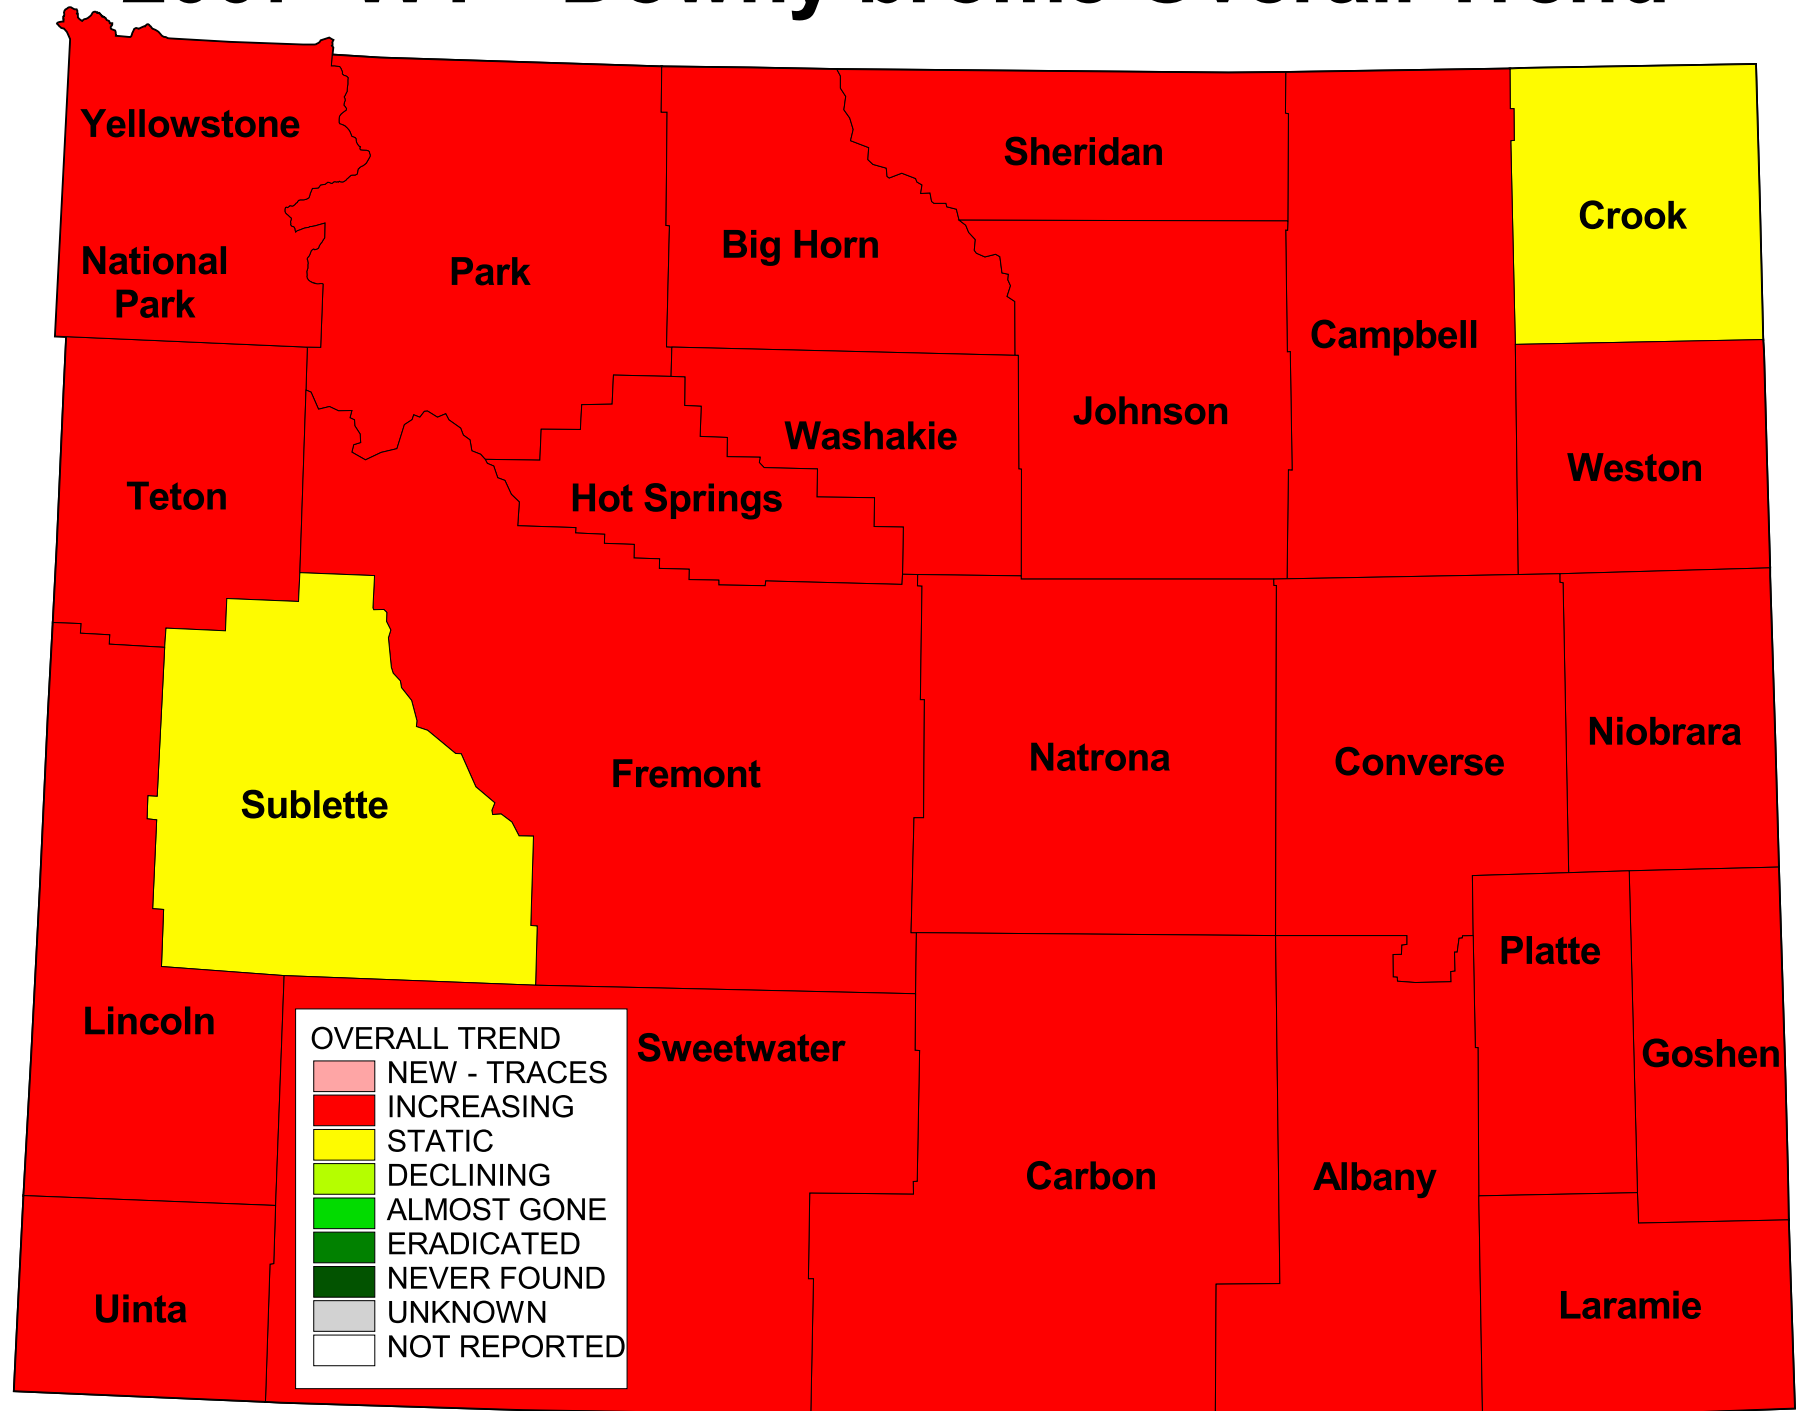 Yellowstone
Sheridan
Crook
Big Horn
National
Park
Park
Campbell
Johnson
Washakie
Weston
Teton
Hot Springs
Niobrara
Natrona
Converse
Fremont
Sublette
Platte
Lincoln
Sweetwater
Goshen
OVERALL TREND
NEW - TRACES
INCREASING
STATIC
DECLINING
ALMOST GONE
ERADICATED
NEVER FOUND
UNKNOWN
NOT REPORTED
Carbon
Albany
Uinta
Laramie